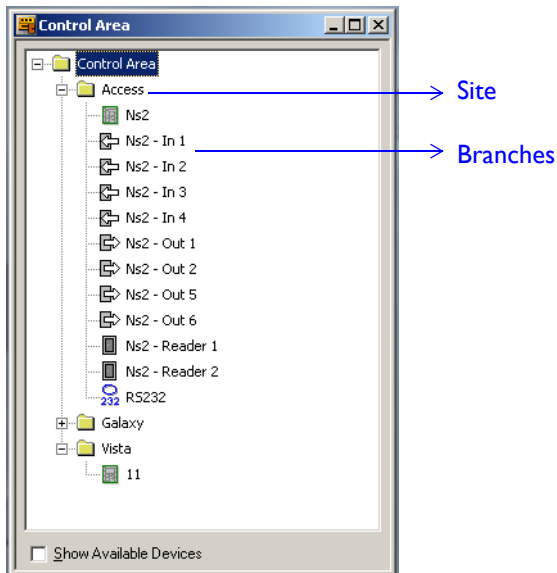 Control Area
Control Area
Access
Site
Ns2
Ns2 - In 1
Branches
Ns2 - In 2
Ns2 - In 3
Ns2 - In 4
Ns2 - Out 1
Ns2 - Out 2
Ns2 - Out 5
Ns2 - Out 6
Ns2 - Reader 1
Ns2 - Reader 2
232 RS232
Galaxy
Vista
11
Show Available Devices